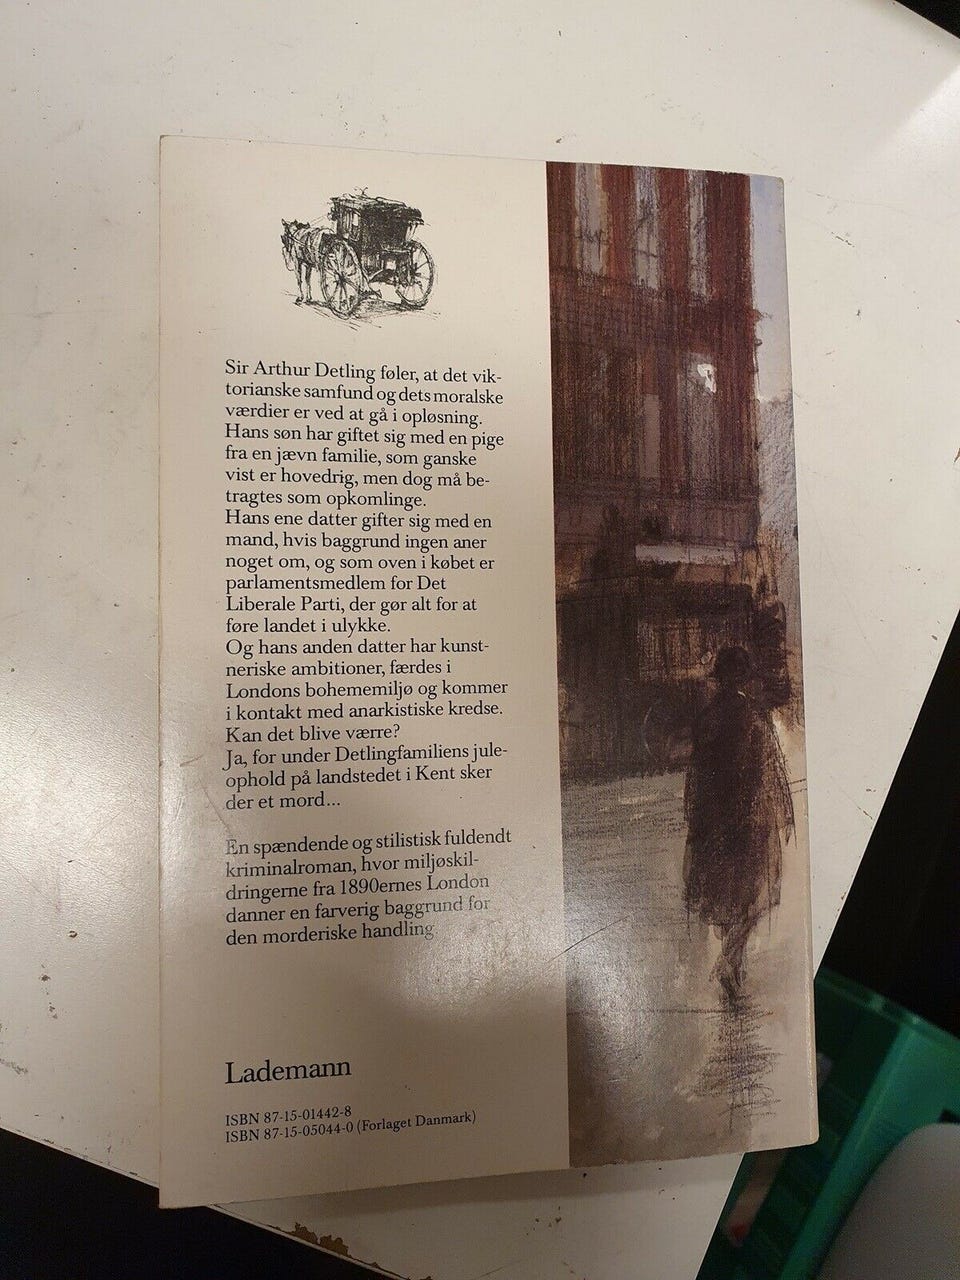 Sir Arthur Detling føler, at det vik-
torianske samfund og dets moralske
værdier er ved at gå i opløsning.
Hans søn har giftet sig med en pige
fra en jævn familie, som ganske
vist er hovedrig, men dog må be-
tragtes som opkomlinge.
Hans ene datter gifter sig med en
mand, hvis baggrund ingen aner
noget om, og som oven i købet er
parlamentsmedlem for Det
Liberale Parti, der gør alt for at
føre landet i ulykke.
Og hans anden datter har kunst-
neriske ambitioner, færdes i
Londons bohememiljø og kommer
i kontakt med anarkistiske kredse.
Kan det blive værre?
Ja, for under Detlingfamiliens jule-
ophold på landstedet i Kent sker
der et mord...
En spændende og stilistisk fuldendt
kriminalroman, hvor miljøskil-
dringerne fra 1890ernes London
danner en farverig baggrund for
den morderiske handling
Lademann
ISBN 87-15-01442-8
ISBN 87-15-05044-0 (Forlaget Danmark)